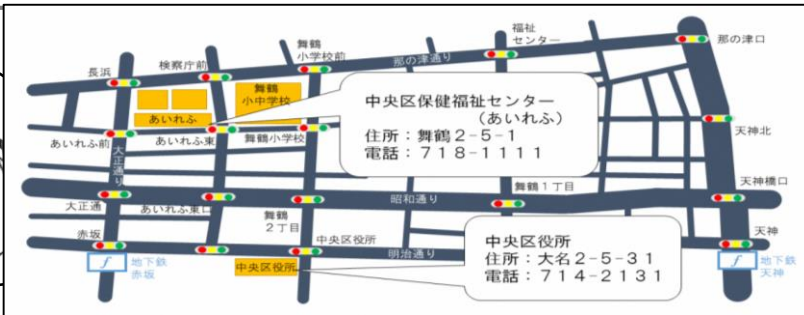 福祉
センター
舞鶴
小学校前
那の津通り
那の津口
長浜
検察庁前
舞鶴
小中学校
あいれふ
中央区保健福祉センター
（あいれふ）
住所：舞鶴２-５-１
電話：７１８-１１１１
天神北
あいれふ前
あいれふ東
舞鶴小学校
大正通り
大正通
あいれふ東口
昭和通り
舞鶴１丁目
天神橋口
舞鶴
２丁目
赤坂
中央区役所
明治通り
天神
f 地下鉄
赤坂
中央区役所
中央区役所
住所：大名２-５-３１
電話：７１４-２１３１
f 地下鉄
天神